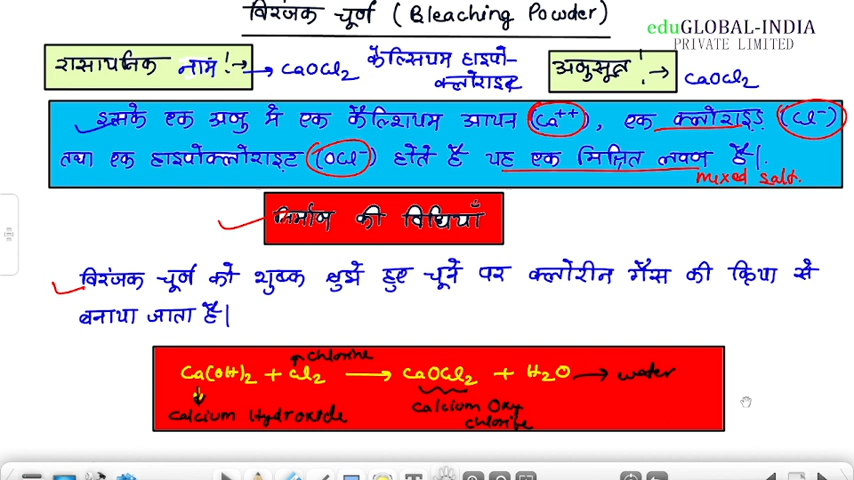 विरंजक चूर्ण (Bleaching Powder)
eduGLOBAL-INDIA
PRIVATE LIMITED
रासायनिक नाम !→ → CaOCl2 कैल्सियम हाइपो-
क्लोराइट
अणुसूत्र !→ CaOCl2
इसके एक अणु में एक कैल्शियम आयन (Ca++), एक क्लोराइड (Cl-)
तथा एक हाइपोक्लोराइट (OCl-) होते है यह एक मिश्रित लवण है।
mixed salt.
निर्माण की विधियाँ
विरंजक चूर्ण को शुष्क बुझे हुए चूने पर क्लोरीन गैस की क्रिया से
बनाया जाता है।
chlorine
Ca(OH)2 + Cl2 → CaOCl2 + H2O → water
calcium Hydroxide
calcium Oxy
chlorite